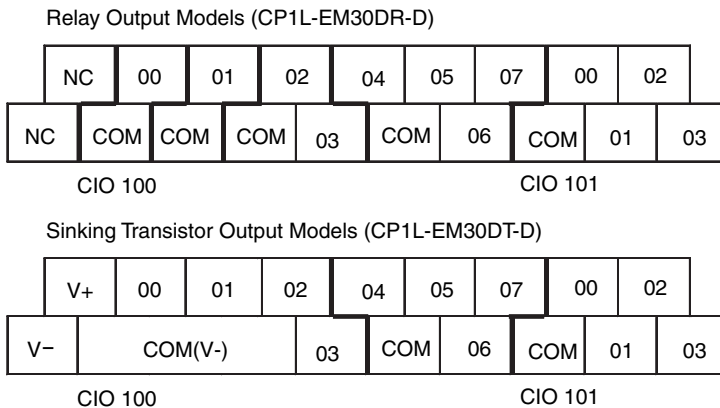 Relay Output Models (CP1L-EM30DR-D)
NC 00 01 02 04 05 07 00 02
NC COM COM COM 03 COM 06 COM 01 03
CIO 100 CIO 101
Sinking Transistor Output Models (CP1L-EM30DT-D)
V+ 00 01 02 04 05 07 00 02
V− COM(V-) 03 COM 06 COM 01 03
CIO 100 CIO 101